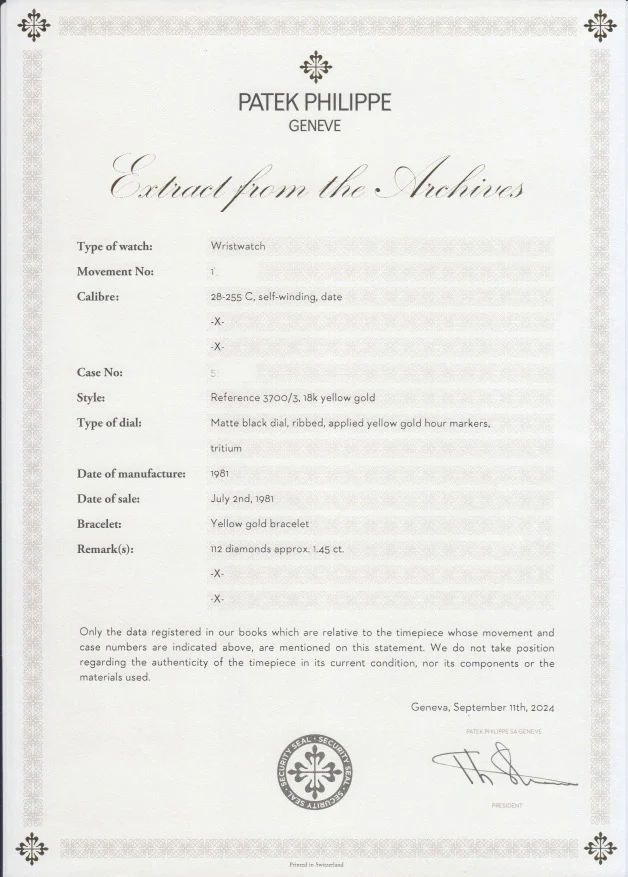 PATEK PHILIPPE
GENEVE
Extract from the Archives
Type of watch: Wristwatch
Movement No: 1
Calibre: 28-255 C, self-winding, date
-X-
-X-
Case No: 5
Style: Reference 3700/3, 18k yellow gold
Type of dial: Matte black dial, ribbed, applied yellow gold hour markers,
tritium
Date of manufacture: 1981
Date of sale: July 2nd, 1981
Bracelet: Yellow gold bracelet
Remark(s): 112 diamonds approx. 1.45 ct.
-X-
-X-
Only the data registered in our books which are relative to the timepiece whose movement and
case numbers are indicated above, are mentioned on this statement. We do not take position
regarding the authenticity of the timepiece in its current condition, nor its components or the
materials used.
Geneva, September 11th, 2024
PATEK PHILIPPE SA GENEVE
SECURITY SEAL · SECURITY SEAL · SECURITY SEAL · SECURITY SEAL ·
PRESIDENT
Printed in Switzerland